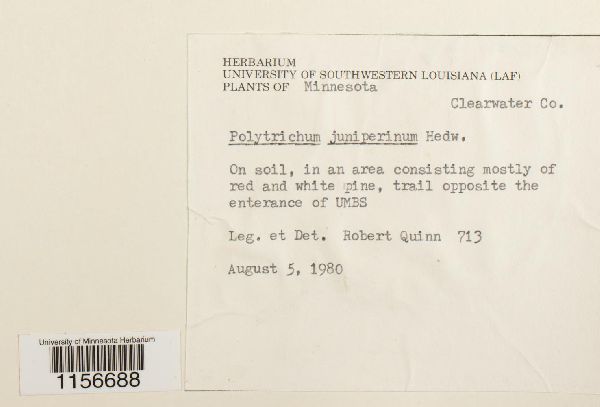 HERBARIUM
UNIVERSITY OF SOUTHWESTERN LOUISIANA (LAF)
PLANTS OF Minnesota
Clearwater Co.
Polytrichum juniperinum Hedw.
On soil, in an area consisting mostly of
red and white pine, trail opposite the
enterance of UMBS
Leg. et Det. Robert Quinn 713
August 5, 1980
University of Minnesota Herbarium
1156688